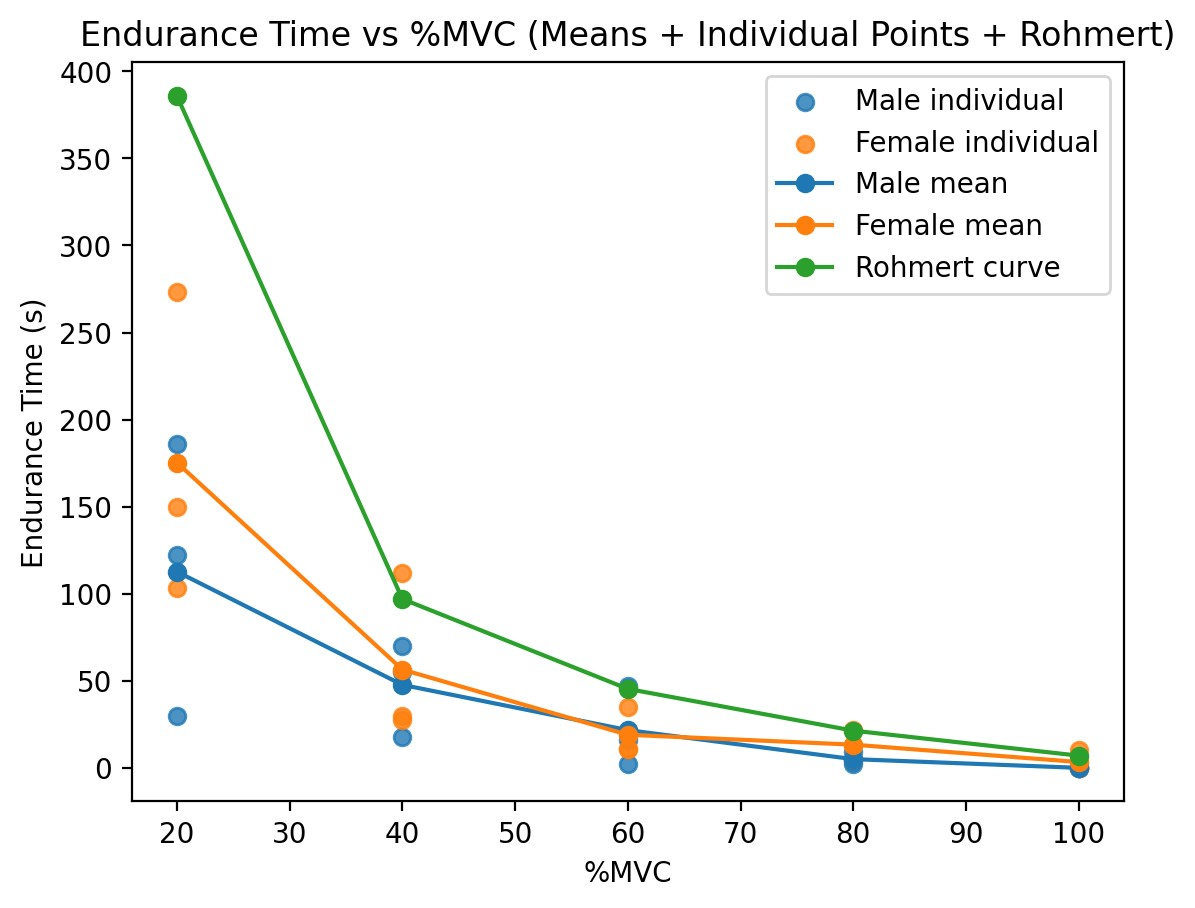 Endurance Time vs %MVC (Means + Individual Points + Rohmert)
400
350
300
250
200
150
100
50
0
Endurance Time (s)
Male individual
Female individual
Male mean
Female mean
Rohmert curve
20 30 40 50 60 70 80 90 100
%MVC